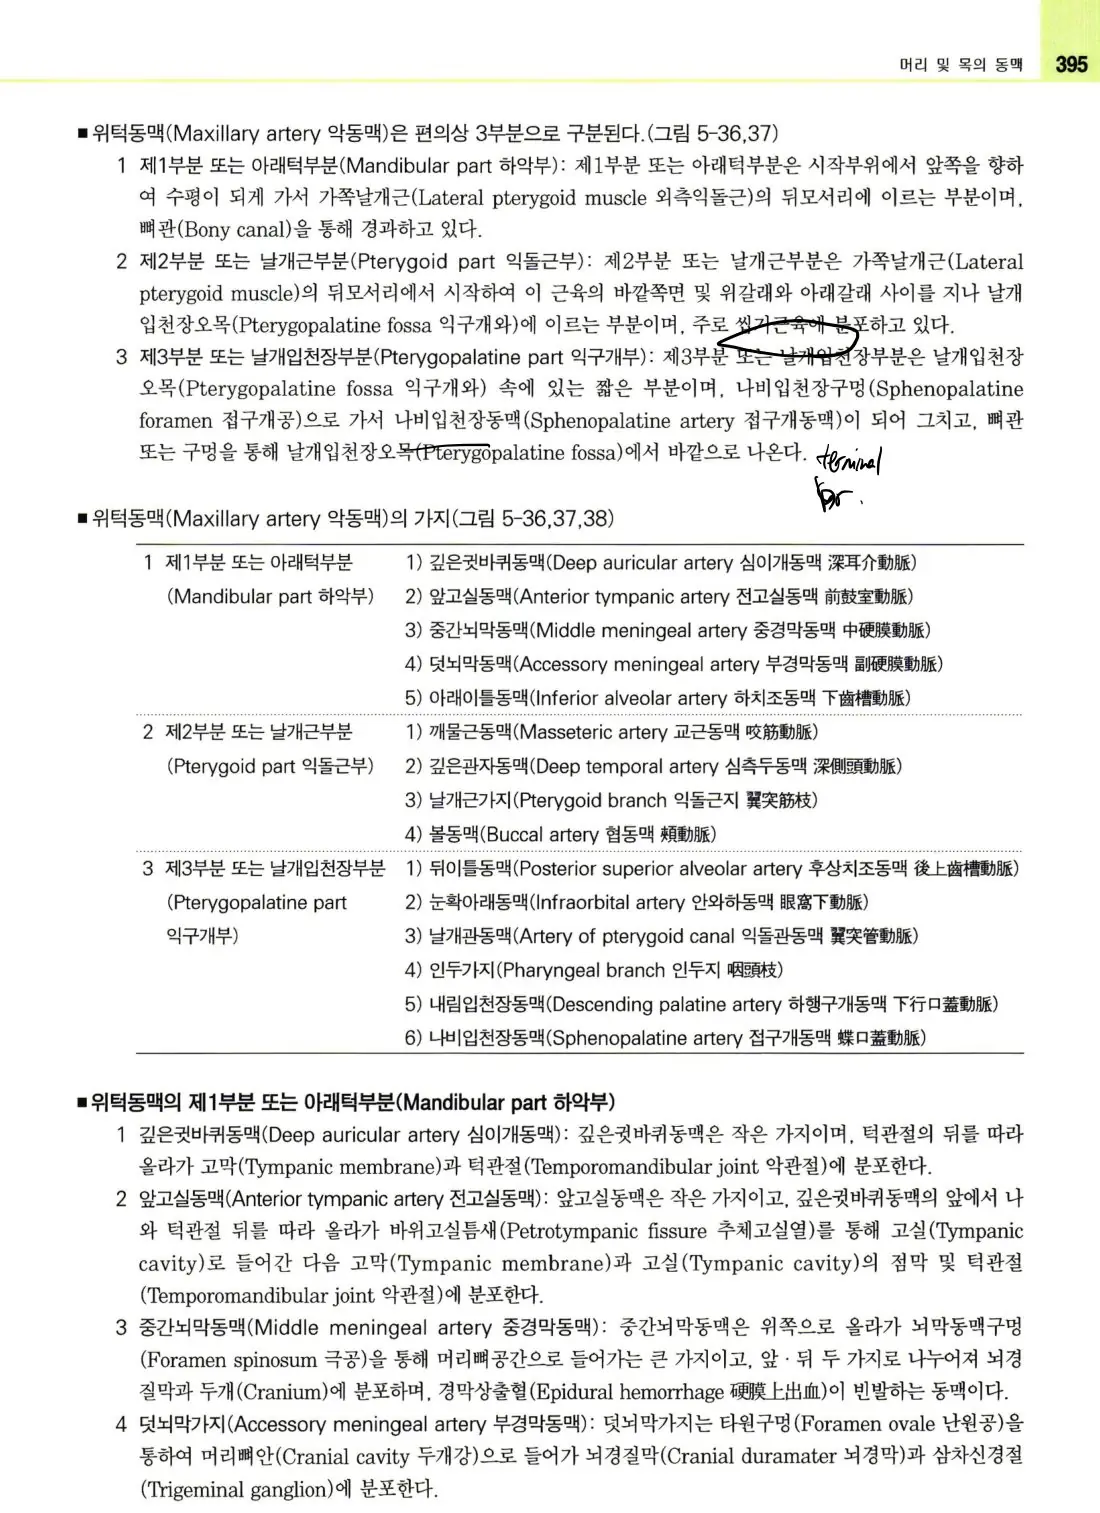 머리 및 목의 동맥 395
■ 위턱동맥(Maxillary artery 악동맥)은 편의상 3부분으로 구분된다.(그림 5-36,37)
1 제1부분 또는 아래턱부분(Mandibular part 하악부): 제1부분 또는 아래턱부분은 시작부위에서 앞쪽을 향하
여 수평이 되게 가서 가쪽날개근(Lateral pterygoid muscle 외측익돌근)의 뒤모서리에 이르는 부분이며,
뼈관(Bony canal)을 통해 경과하고 있다.
2 제2부분 또는 날개근부분(Pterygoid part 익돌근부): 제2부분 또는 날개근부분은 가쪽날개근(Lateral
pterygoid muscle)의 뒤모서리에서 시작하여 이 근육의 바깥쪽면 및 위갈래와 아래갈래 사이를 지나 날개
입천장오목(Pterygopalatine fossa 익구개와)에 이르는 부분이며, 주로 씹기근육에 분포하고 있다.
3 제3부분 또는 날개입천장부분(Pterygopalatine part 익구개부): 제3부분 또는 날개입천장부분은 날개입천장
오목(Pterygopalatine fossa 익구개와) 속에 있는 짧은 부분이며, 나비입천장구멍(Sphenopalatine
foramen 접구개공)으로 가서 나비입천장동맥(Sphenopalatine artery 접구개동맥)이 되어 그치고, 뼈관
또는 구멍을 통해 날개입천장오목(Pterygopalatine fossa)에서 바깥으로 나온다.
terminal
br.
■ 위턱동맥(Maxillary artery 악동맥)의 가지(그림 5-36,37,38)
1 제1부분 또는 아래턱부분 1) 깊은귓바퀴동맥(Deep auricular artery 심이개동맥 深耳介動脈)
(Mandibular part 하악부) 2) 앞고실동맥(Anterior tympanic artery 전고실동맥 前鼓室動脈)
3) 중간뇌막동맥(Middle meningeal artery 중경막동맥 中硬膜動脈)
4) 덧뇌막동맥(Accessory meningeal artery 부경막동맥 副硬膜動脈)
5) 아래이틀동맥(Inferior alveolar artery 하치조동맥 下齒槽動脈)
2 제2부분 또는 날개근부분 1) 깨물근동맥(Masseteric artery 교근동맥 咬筋動脈)
(Pterygoid part 익돌근부) 2) 깊은관자동맥(Deep temporal artery 심측두동맥 深側頭動脈)
3) 날개근가지(Pterygoid branch 익돌근지 翼突筋枝)
4) 볼동맥(Buccal artery 협동맥 頰動脈)
3 제3부분 또는 날개입천장부분 1) 뒤이틀동맥(Posterior superior alveolar artery 후상치조동맥 後上齒槽動脈)
(Pterygopalatine part 2) 눈확아래동맥(Infraorbital artery 안와하동맥 眼窩下動脈)
익구개부) 3) 날개관동맥(Artery of pterygoid canal 익돌관동맥 翼突管動脈)
4) 인두가지(Pharyngeal branch 인두지 咽頭枝)
5) 내림입천장동맥(Descending palatine artery 하행구개동맥 下行口蓋動脈)
6) 나비입천장동맥(Sphenopalatine artery 접구개동맥 蝶口蓋動脈)
■ 위턱동맥의 제1부분 또는 아래턱부분(Mandibular part 하악부)
1 깊은귓바퀴동맥(Deep auricular artery 심이개동맥): 깊은귓바퀴동맥은 작은 가지이며, 턱관절의 뒤를 따라
올라가 고막(Tympanic membrane)과 턱관절(Temporomandibular joint 악관절)에 분포한다.
2 앞고실동맥(Anterior tympanic artery 전고실동맥): 앞고실동맥은 작은 가지이고, 깊은귓바퀴동맥의 앞에서 나
와 턱관절 뒤를 따라 올라가 바위고실틈새(Petrotympanic fissure 추체고실열)를 통해 고실(Tympanic
cavity)로 들어간 다음 고막(Tympanic membrane)과 고실(Tympanic cavity)의 점막 및 턱관절
(Temporomandibular joint 악관절)에 분포한다.
3 중간뇌막동맥(Middle meningeal artery 중경막동맥): 중간뇌막동맥은 위쪽으로 올라가 뇌막동맥구멍
(Foramen spinosum 극공)을 통해 머리뼈공간으로 들어가는 큰 가지이고, 앞 · 뒤 두 가지로 나누어져 뇌경
질막과 두개(Cranium)에 분포하며, 경막상출혈(Epidural hemorrhage 硬膜上出血)이 빈발하는 동맥이다.
4 덧뇌막가지(Accessory meningeal artery 부경막동맥): 덧뇌막가지는 타원구멍(Foramen ovale 난원공)을
통하여 머리뼈안(Cranial cavity 두개강)으로 들어가 뇌경질막(Cranial duramater 뇌경막)과 삼차신경절
(Trigeminal ganglion)에 분포한다.